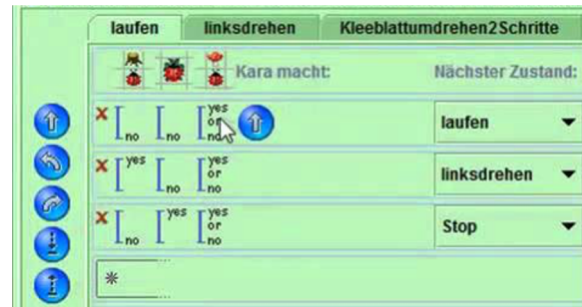 laufen linksdrehen Kleeblattumdrehen2Schritte
Kara macht: Nächster Zustand:
no no yes or no laufen
yes no yes or no linksdrehen
no yes yes or no Stop